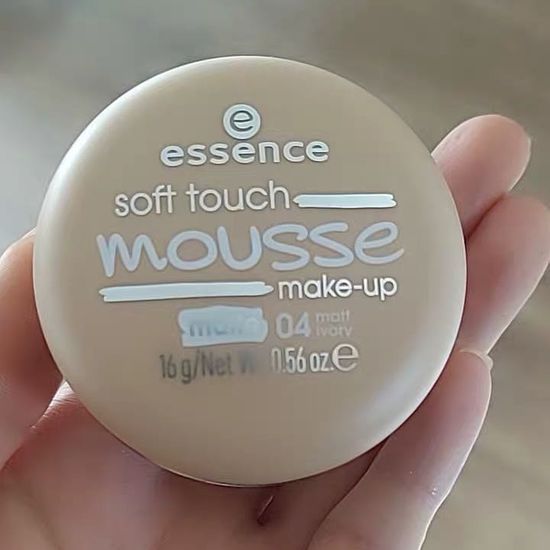 e
essence
soft touch
mousse
make-up
04 matt
ivory
16 g/Net 0.56 oz.℮